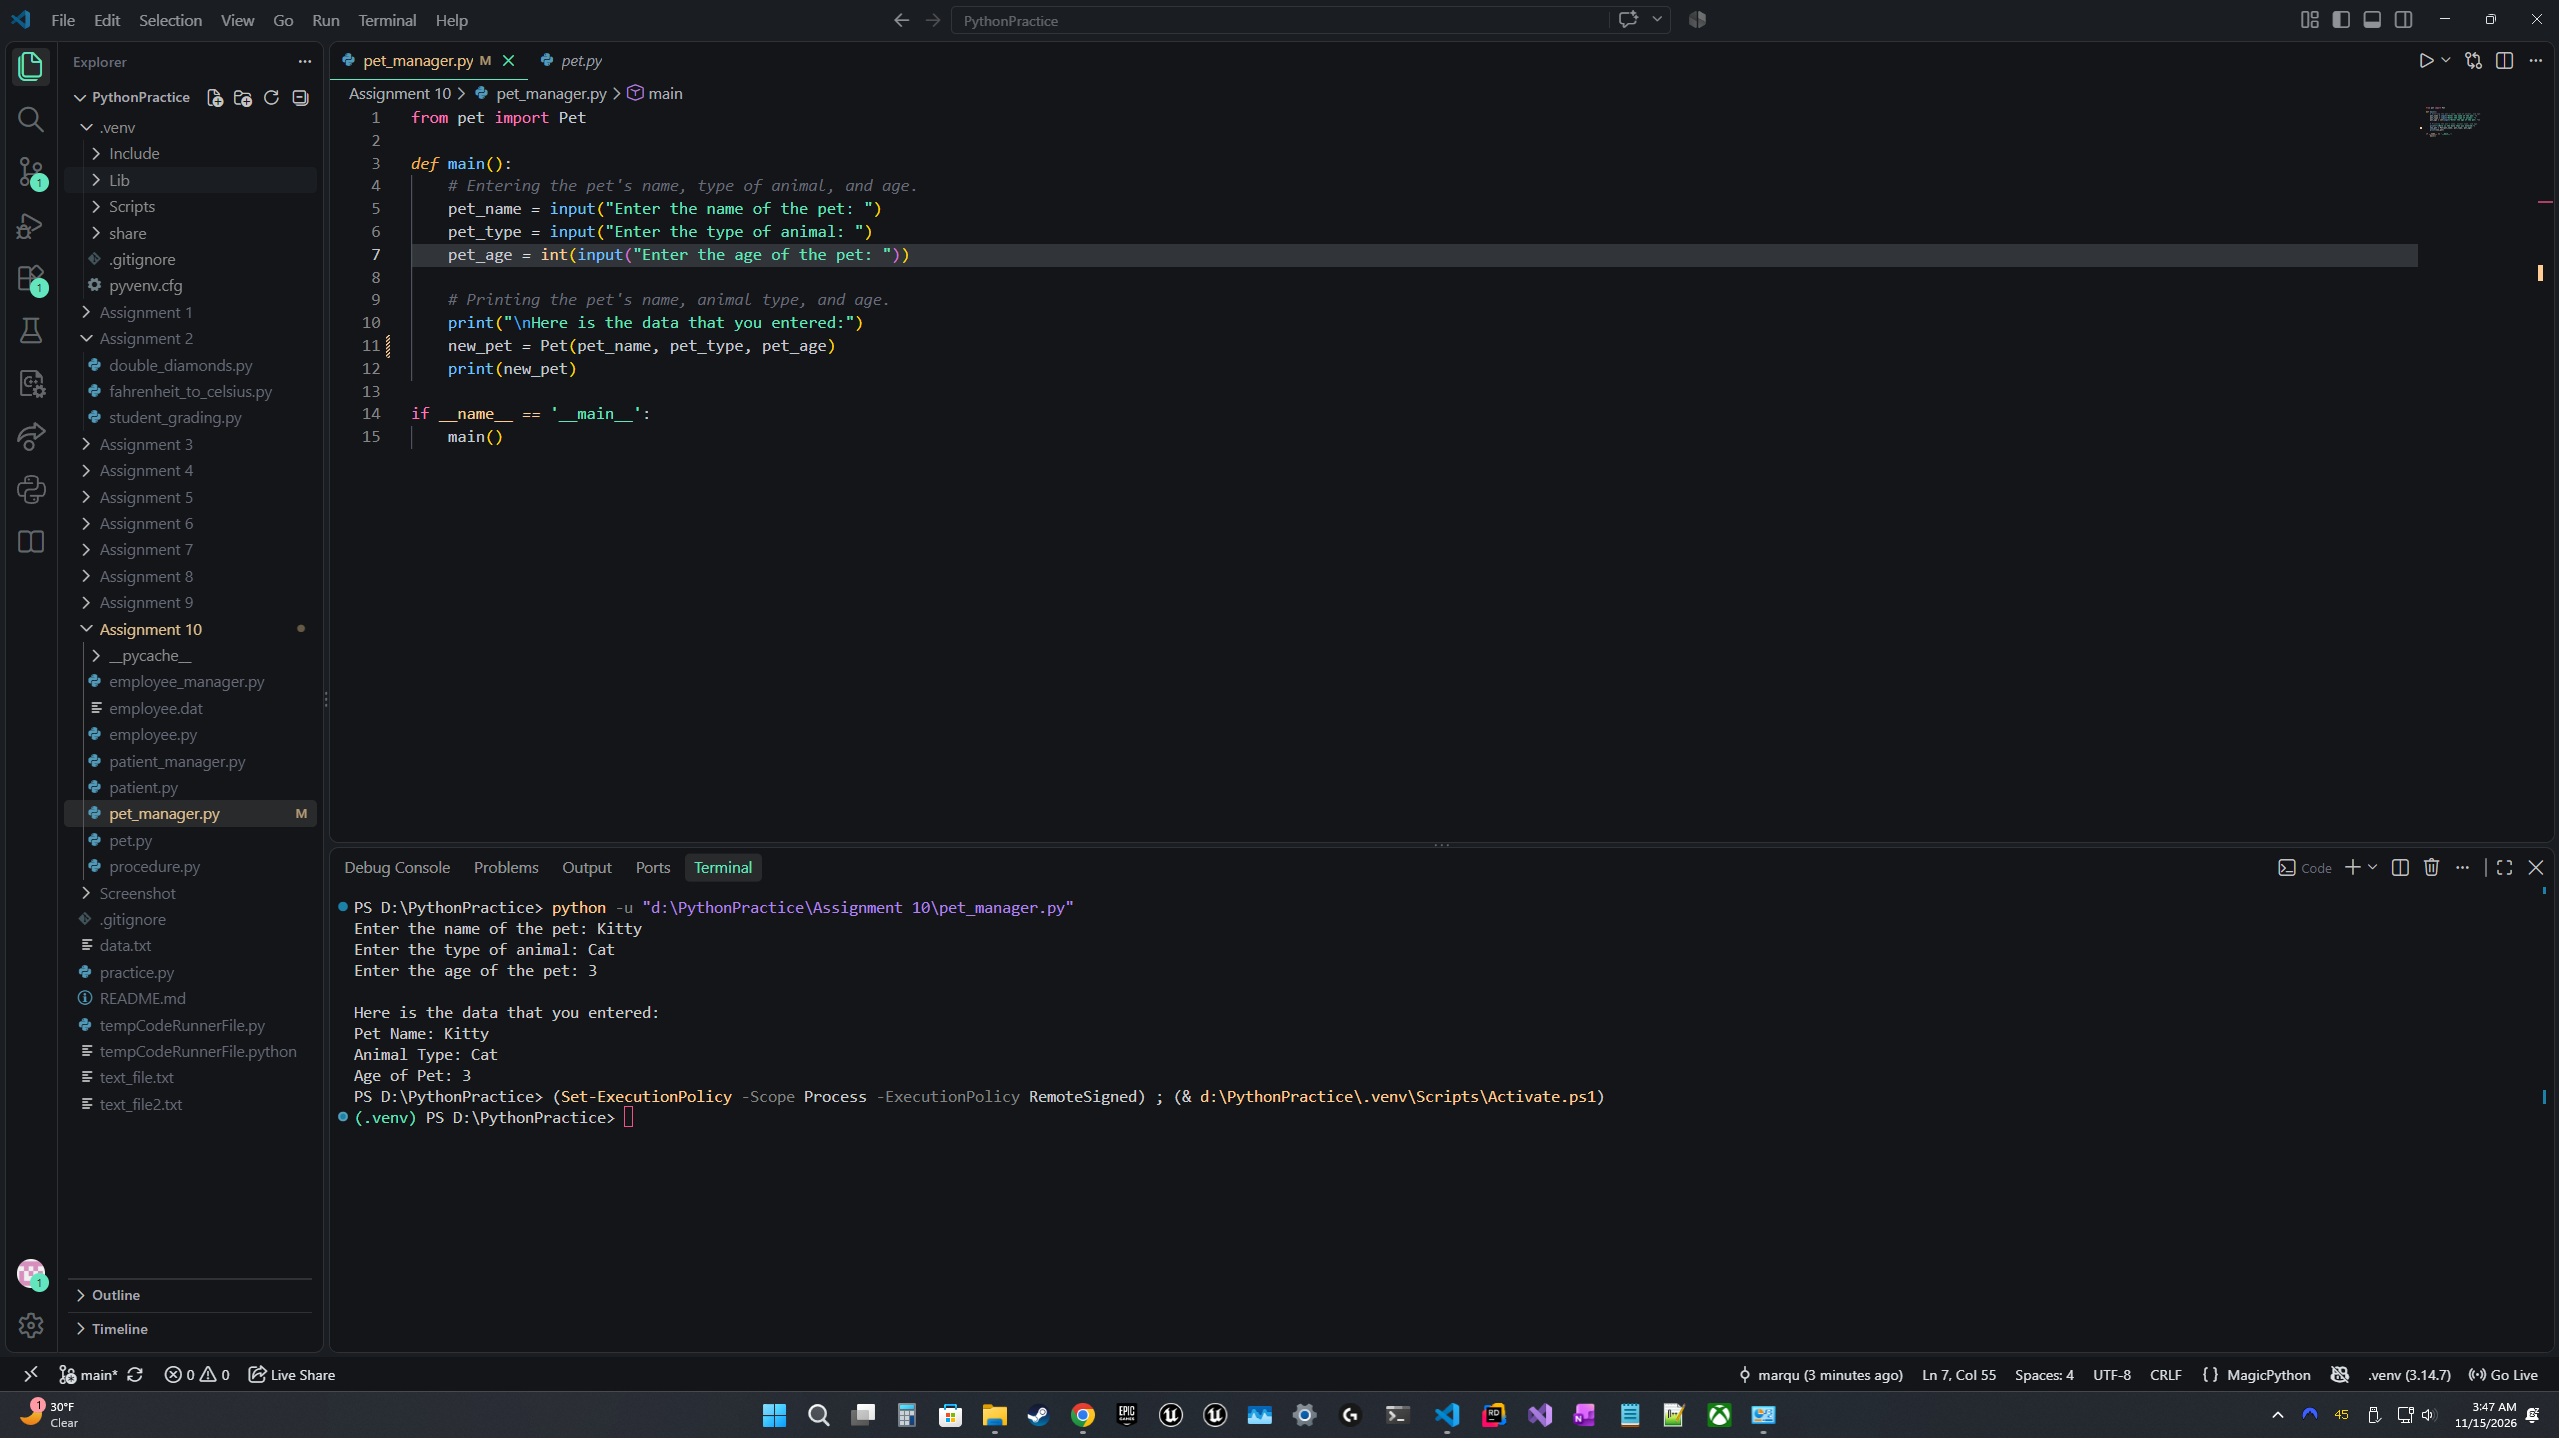 File Edit Selection View Go Run Terminal Help
PythonPractice
Explorer
PythonPractice
.venv
Include
Lib
Scripts
share
.gitignore
pyvenv.cfg
Assignment 1
Assignment 2
double_diamonds.py
fahrenheit_to_celsius.py
student_grading.py
Assignment 3
Assignment 4
Assignment 5
Assignment 6
Assignment 7
Assignment 8
Assignment 9
Assignment 10
__pycache__
employee_manager.py
employee.dat
employee.py
patient_manager.py
patient.py
pet_manager.py M
pet.py
procedure.py
Screenshot
.gitignore
data.txt
practice.py
README.md
tempCodeRunnerFile.py
tempCodeRunnerFile.python
text_file.txt
text_file2.txt
Outline
Timeline
1
1
1
pet_manager.py M
pet.py
Assignment 10 > pet_manager.py > main
1 from pet import Pet
2
3 def main():
4     # Entering the pet's name, type of animal, and age.
5     pet_name = input("Enter the name of the pet: ")
6     pet_type = input("Enter the type of animal: ")
7     pet_age = int(input("Enter the age of the pet: "))
8
9     # Printing the pet's name, animal type, and age.
10     print("\nHere is the data that you entered:")
11     new_pet = Pet(pet_name, pet_type, pet_age)
12     print(new_pet)
13
14 if __name__ == '__main__':
15     main()
Debug Console Problems Output Ports Terminal
Code
PS D:\PythonPractice> python -u "d:\PythonPractice\Assignment 10\pet_manager.py"
Enter the name of the pet: Kitty
Enter the type of animal: Cat
Enter the age of the pet: 3

Here is the data that you entered:
Pet Name: Kitty
Animal Type: Cat
Age of Pet: 3
PS D:\PythonPractice> (Set-ExecutionPolicy -Scope Process -ExecutionPolicy RemoteSigned) ; (& d:\PythonPractice\.venv\Scripts\Activate.ps1)
(.venv) PS D:\PythonPractice>
main* 0 0 Live Share
marqu (3 minutes ago) Ln 7, Col 55 Spaces: 4 UTF-8 CRLF { } MagicPython .venv (3.14.7) Go Live
1
30°F
Clear
EPIC GAMES
RD
N
45
3:47 AM
11/15/2026